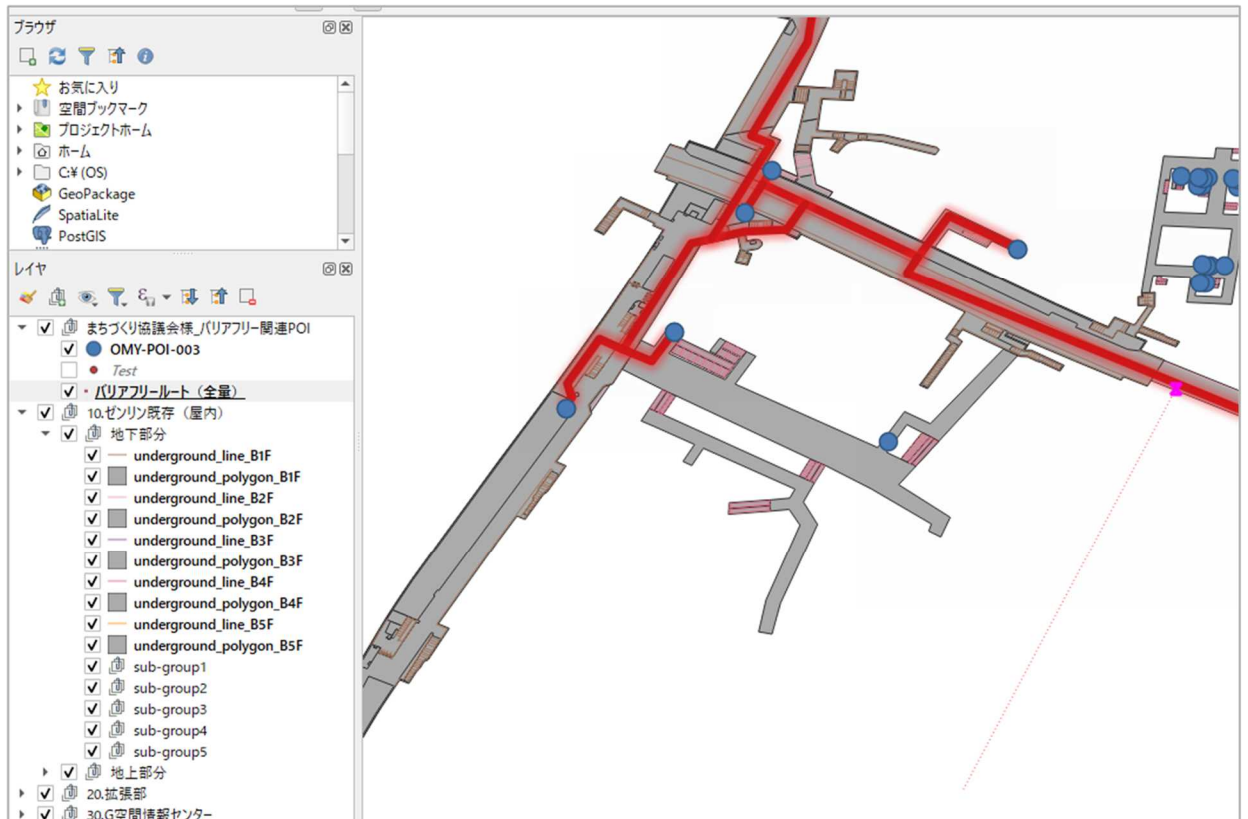 ブラウザ
お気に入り
空間ブックマーク
プロジェクトホーム
ホーム
C:¥ (OS)
GeoPackage
SpatiaLite
PostGIS
レイヤ
まちづくり協議会様_バリアフリー関連POI
OMY-POI-003
Test
バリアフリールート（全量）
10.ゼンリン既存（屋内）
地下部分
underground_line_B1F
underground_polygon_B1F
underground_line_B2F
underground_polygon_B2F
underground_line_B3F
underground_polygon_B3F
underground_line_B4F
underground_polygon_B4F
underground_line_B5F
underground_polygon_B5F
sub-group1
sub-group2
sub-group3
sub-group4
sub-group5
地上部分
20.拡張部
30.G空間情報センター